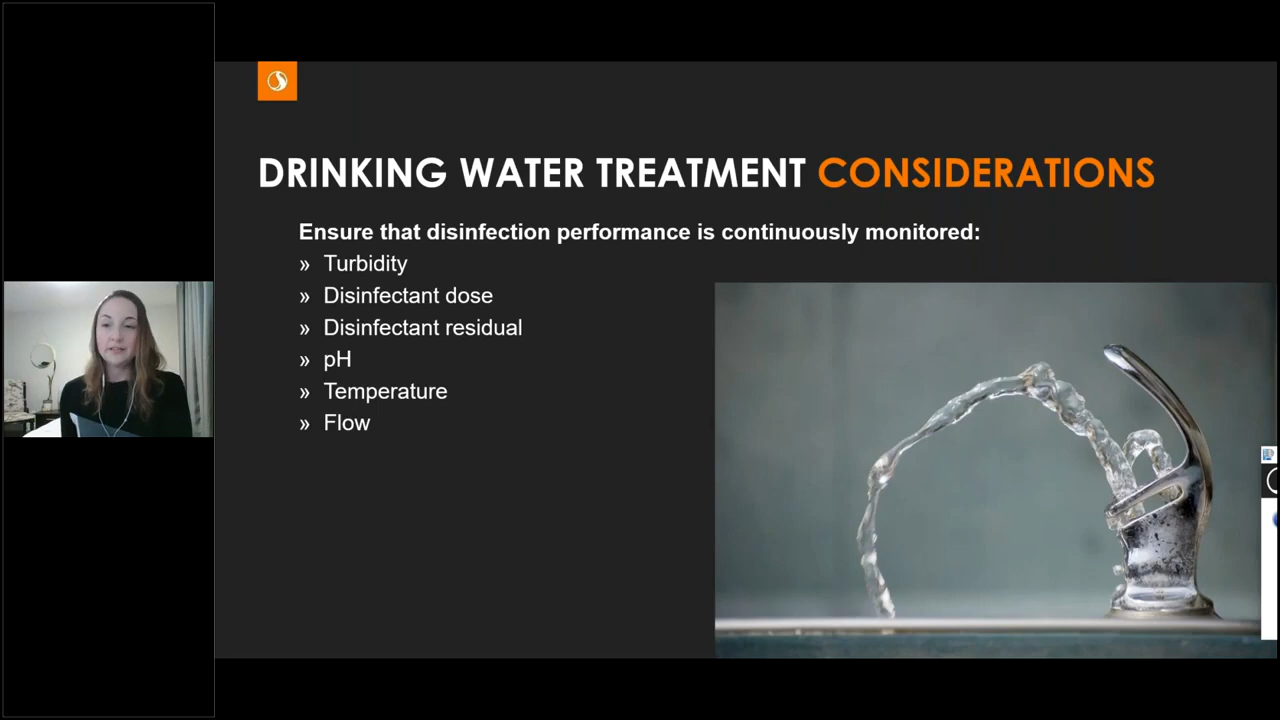 DRINKING WATER TREATMENT CONSIDERATIONS
Ensure that disinfection performance is continuously monitored:
» Turbidity
» Disinfectant dose
» Disinfectant residual
» pH
» Temperature
» Flow